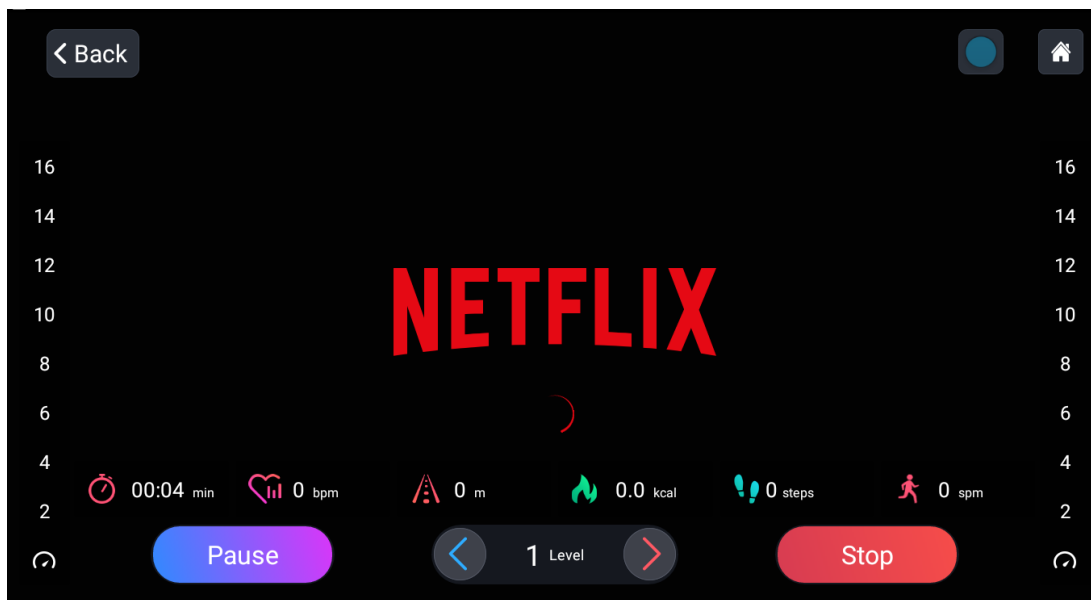 Back
16 16
14 14
12 12
10 10
NETFLIX
8 8
6 6
4 4
00:04 min 0 bpm 0 m 0.0 kcal 0 steps 0 spm
2 2
Pause 1 Level Stop